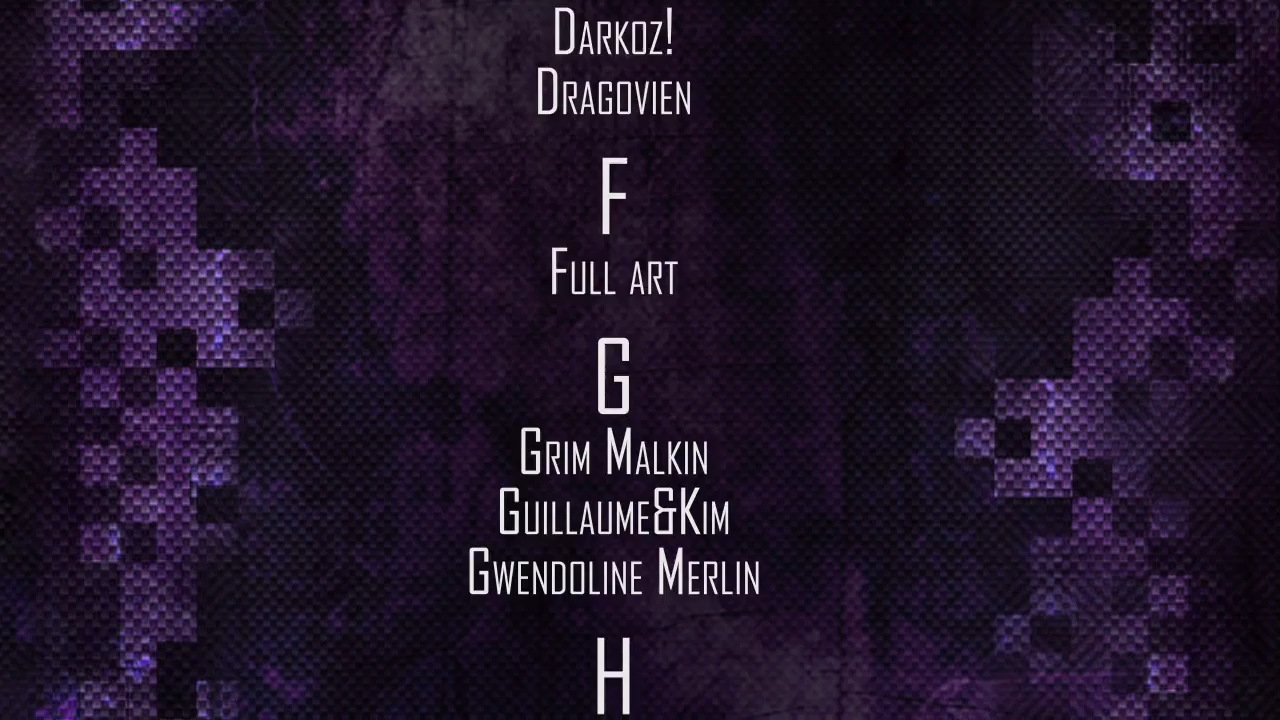 Darkoz!
Dragovien
F
Full art
G
Grim Malkin
Guillaume&Kim
Gwendoline Merlin
H